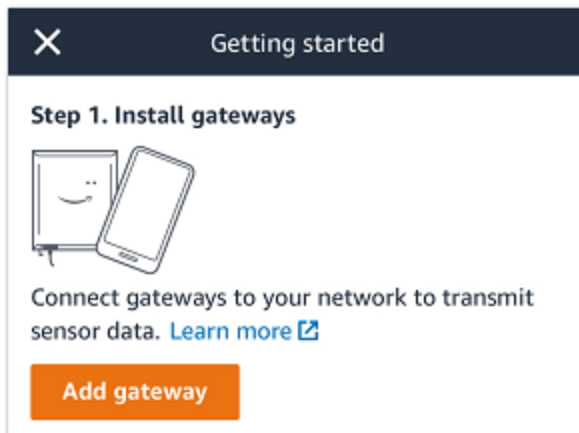 Getting started
Step 1. Install gateways
Connect gateways to your network to transmit
sensor data. Learn more
Add gateway